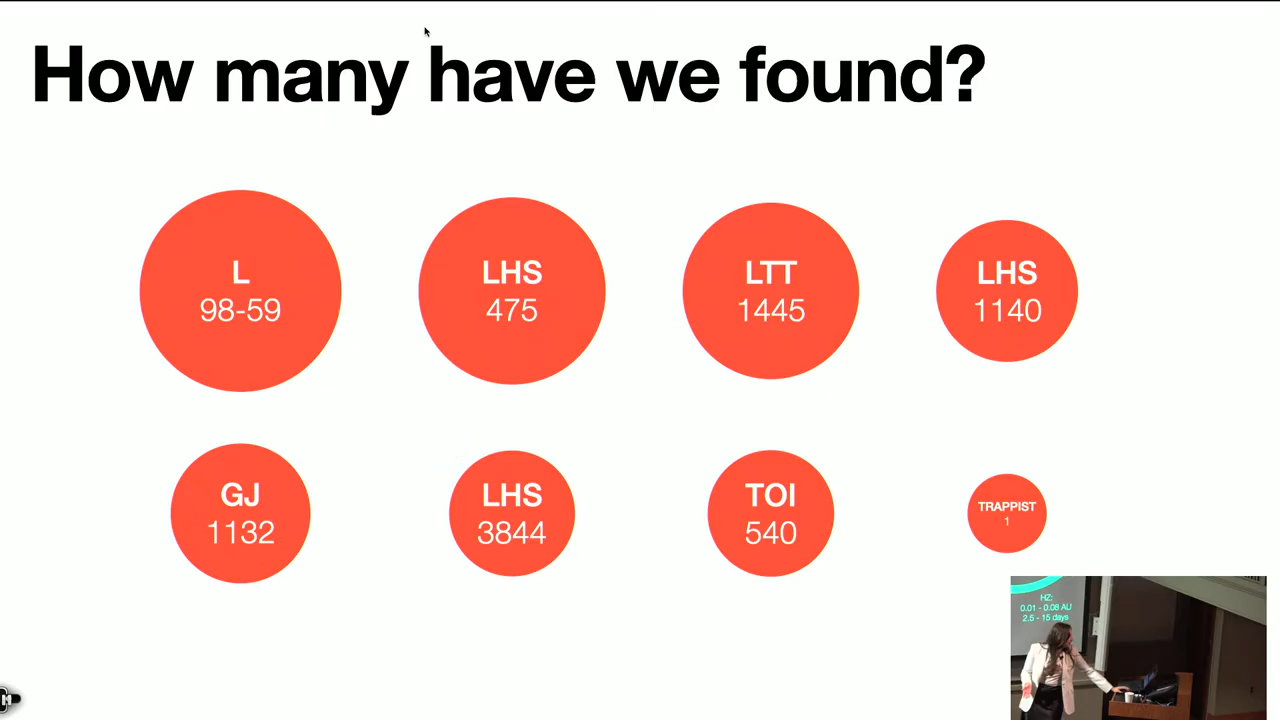 How many have we found?
L
98-59
LHS
475
LTT
1445
LHS
1140
GJ
1132
LHS
3844
TOI
540
TRAPPIST
1
HZ:
0.01 - 0.08 AU
2.5 - 15 days
M